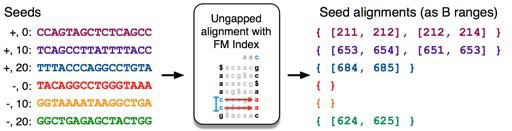 Seeds
+, 0: CCAGTAGCTCTCAGCC
+, 10: TCAGCCTTATTTTACC
+, 20: TTTACCCAGGCCTGTA
-, 0: TACAGGCCTGGGTAAA
-, 10: GGTAAAATAAGGCTGA
-, 20: GGCTGAGAGCTACTGG
Ungapped
alignment with
FM Index
a a c
Seed alignments (as B ranges)
{ [211, 212], [212, 214] }
{ [653, 654], [651, 653] }
{ [684, 685] }
{ }
{ }
{ [624, 625] }